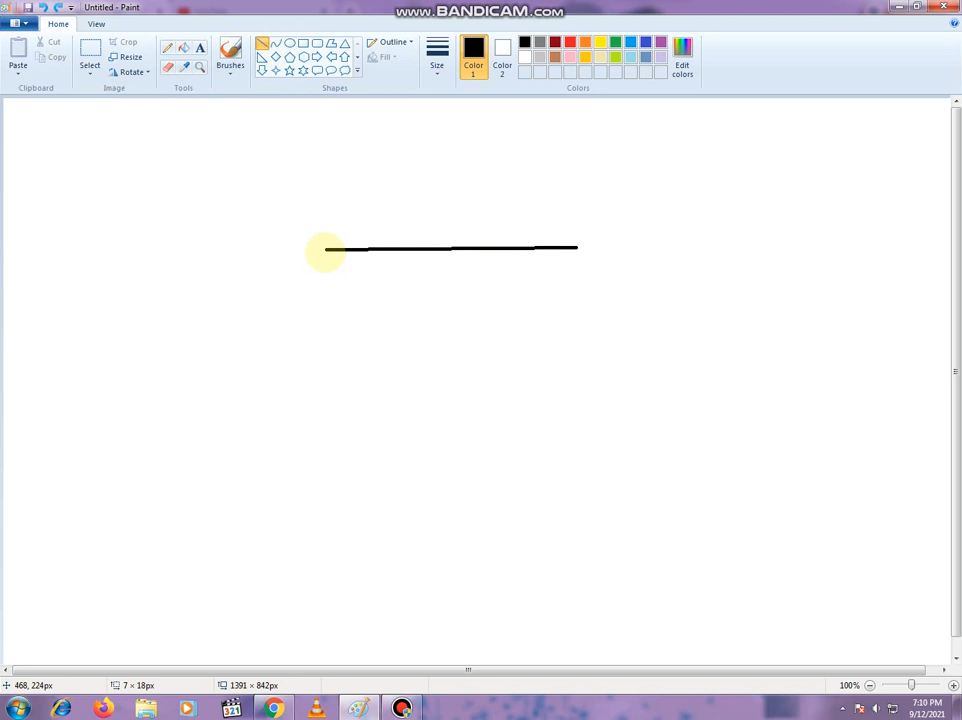 Untitled - Paint
www.BANDICAM.com
Home
View
Paste
Cut
Copy
Clipboard
Select
Crop
Resize
Rotate
Image
A
Tools
Brushes
Outline
Fill
Shapes
Size
Color 1
Color 2
Edit colors
Colors
468, 224px
7 × 18px
1391 × 842px
100%
321
7:10 PM
9/12/2021